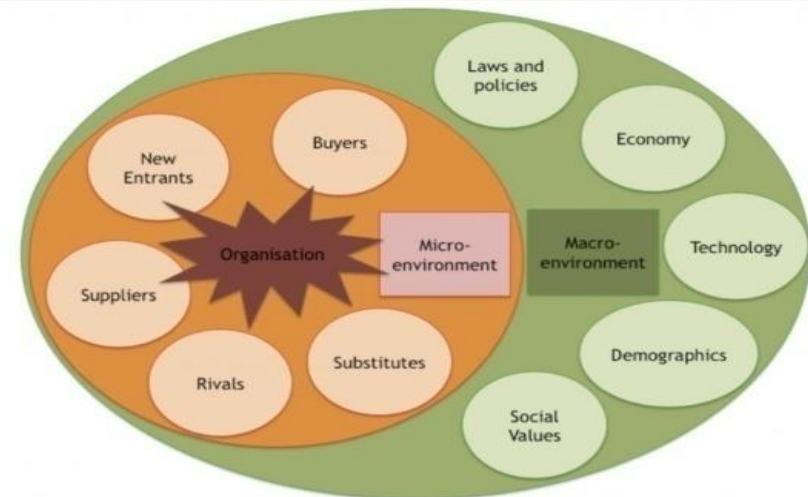 Laws and
policies
Buyers
Economy
New
Entrants
Organisation
Micro-
environment
Macro-
environment
Technology
Suppliers
Substitutes
Demographics
Rivals
Social
Values